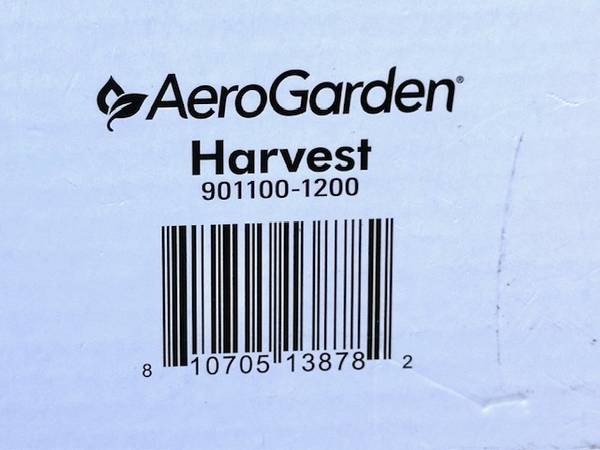 AeroGarden®
Harvest
901100-1200
8 10705 13878 2